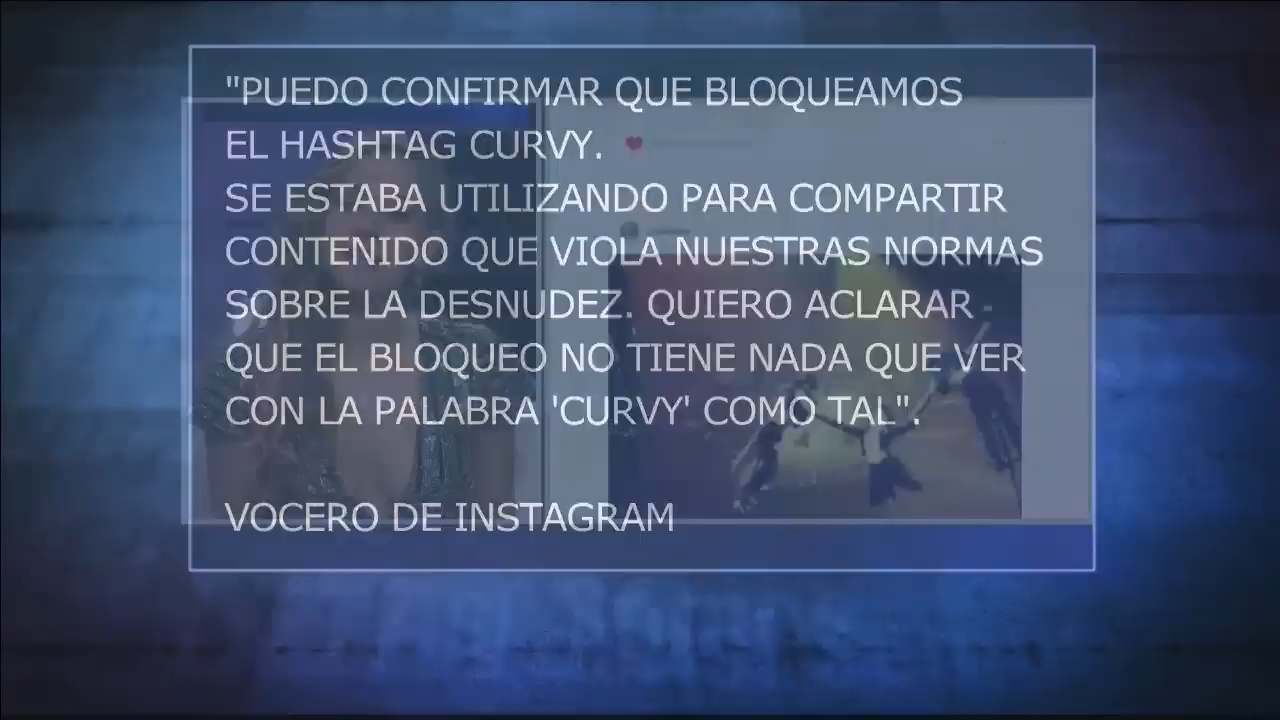 "PUEDO CONFIRMAR QUE BLOQUEAMOS
EL HASHTAG CURVY.
SE ESTABA UTILIZANDO PARA COMPARTIR
CONTENIDO QUE VIOLA NUESTRAS NORMAS
SOBRE LA DESNUDEZ. QUIERO ACLARAR
QUE EL BLOQUEO NO TIENE NADA QUE VER
CON LA PALABRA 'CURVY' COMO TAL".
VOCERO DE INSTAGRAM